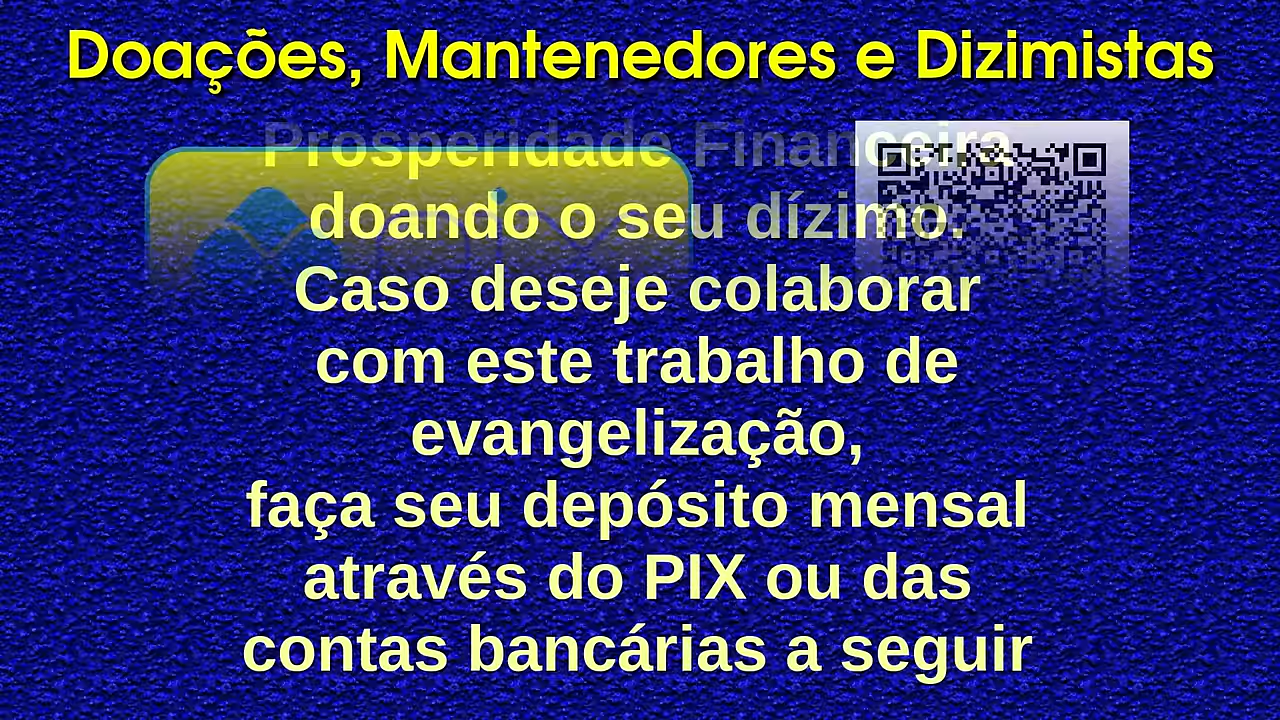 Doações, Mantenedores e Dizimistas
Prosperidade Financeira
doando o seu dízimo.
Caso deseje colaborar
com este trabalho de
evangelização,
faça seu depósito mensal
através do PIX ou das
contas bancárias a seguir